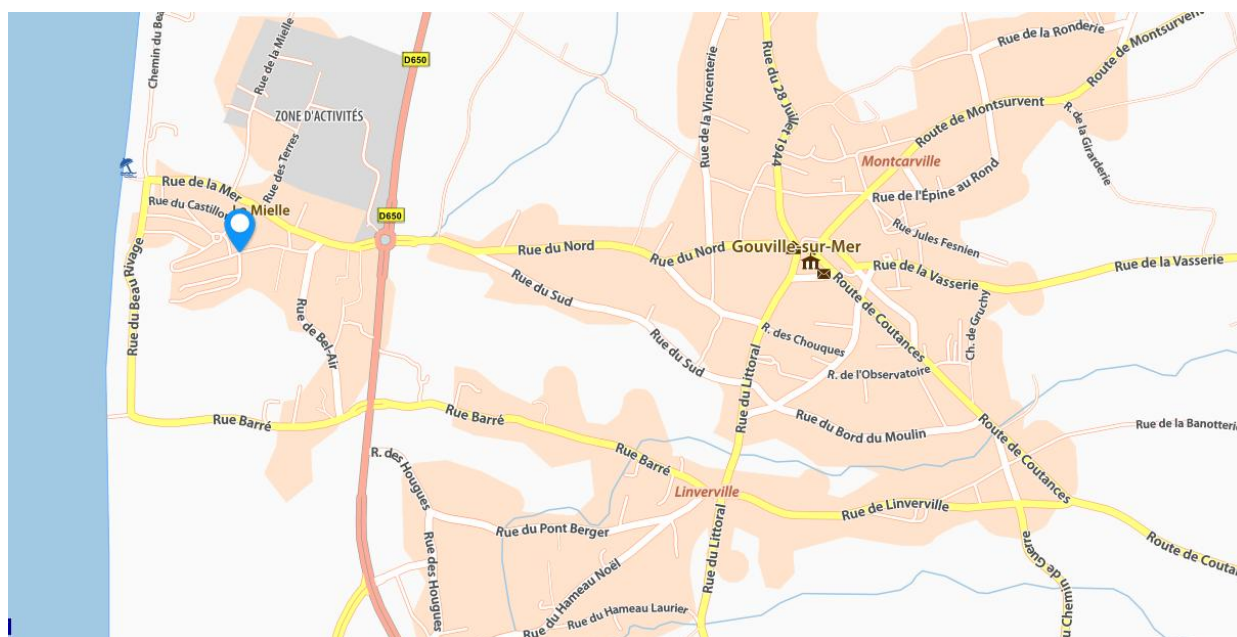 Chemin du Beau
Rue de la Mielle
D650
ZONE D'ACTIVITÉS
Rue des Terres
Rue de la Mer
Rue du Castillon
La Mielle
D650
Rue du Beau Rivage
Rue de Bel-Air
Rue Barré
Rue du Nord
Rue du Nord
Rue du Sud
Rue du Sud
Rue de la Vincenterie
Rue du 28 Juillet 1944
Rue de la Ronderie
Route de Montsurvent
Route de Montsurvent
R. de la Girarderie
Montcarville
Rue de l'Épine au Rond
Rue Jules Fesnien
Gouville-sur-Mer
Rue de la Vasserie
Rue de la Vasserie
Route de Coutances
Ch. de Gruchy
R. des Chouques
R. de l'Observatoire
Rue du Littoral
Rue du Bord du Moulin
Route de Coutances
Rue de la Banotterie
Rue Barré
Rue Barré
R. des Hougues
Linverville
Rue de Linverville
Rue du Pont Berger
Rue du Littoral
Rue des Hougues
Rue du Hameau Noël
Rue du Hameau Laurier
Rue du Chemin de Guerre
Route de Coutan